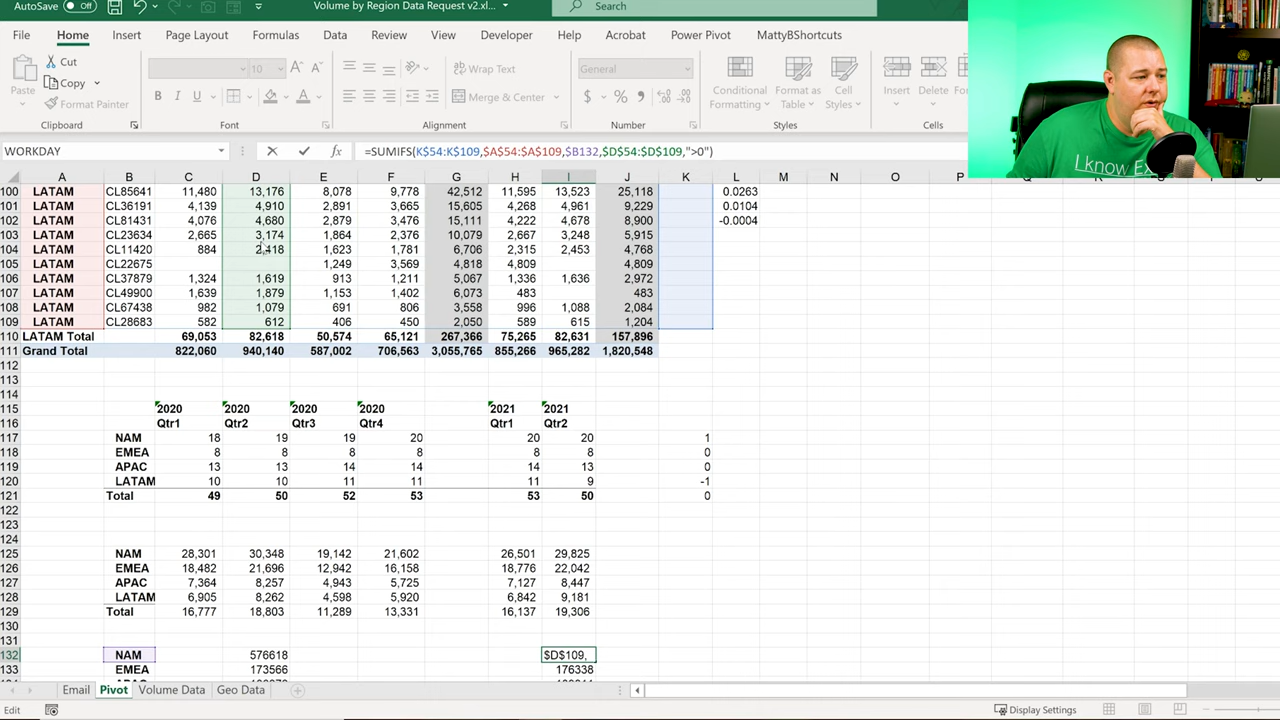 AutoSave Off Volume by Region Data Request v2.xl... Search
File Home Insert Page Layout Formulas Data Review View Developer Help Acrobat Power Pivot MattyBShortcuts
Paste Cut Copy Format Painter Clipboard
10 Font
Wrap Text Merge & Center Alignment
General Number
Conditional Formatting Format as Table Cell Styles Styles
Insert Delete Cells
WORKDAY =SUMIFS(K$54:K$109,$A$54:$A$109,$B132,$D$54:$D$109,">0")
I know Ex
A B C D E F G H I J K L M N O P
100 LATAM CL85641 11,480 13,176 8,078 9,778 42,512 11,595 13,523 25,118 0.0263
101 LATAM CL36191 4,139 4,910 2,891 3,665 15,605 4,268 4,961 9,229 0.0104
102 LATAM CL81431 4,076 4,680 2,879 3,476 15,111 4,222 4,678 8,900 -0.0004
103 LATAM CL23634 2,665 3,174 1,864 2,376 10,079 2,667 3,248 5,915
104 LATAM CL11420 884 2,418 1,623 1,781 6,706 2,315 2,453 4,768
105 LATAM CL22675 1,249 3,569 4,818 4,809 4,809
106 LATAM CL37879 1,324 1,619 913 1,211 5,067 1,336 1,636 2,972
107 LATAM CL49900 1,639 1,879 1,153 1,402 6,073 483 483
108 LATAM CL67438 982 1,079 691 806 3,558 996 1,088 2,084
109 LATAM CL28683 582 612 406 450 2,050 589 615 1,204
110 LATAM Total 69,053 82,618 50,574 65,121 267,366 75,265 82,631 157,896
111 Grand Total 822,060 940,140 587,002 706,563 3,055,765 855,266 965,282 1,820,548
112
113
114
115 2020 2020 2020 2020 2021 2021
116 Qtr1 Qtr2 Qtr3 Qtr4 Qtr1 Qtr2
117 NAM 18 19 19 20 20 20 1
118 EMEA 8 8 8 8 8 8 0
119 APAC 13 13 14 14 14 13 0
120 LATAM 10 10 11 11 11 9 -1
121 Total 49 50 52 53 53 50 0
122
123
124
125 NAM 28,301 30,348 19,142 21,602 26,501 29,825
126 EMEA 18,482 21,696 12,942 16,158 18,776 22,042
127 APAC 7,364 8,257 4,943 5,725 7,127 8,447
128 LATAM 6,905 8,262 4,598 5,920 6,842 9,181
129 Total 16,777 18,803 11,289 13,331 16,137 19,306
130
131
132 NAM 576618 $D$109,
133 EMEA 173566 176338
Email Pivot Volume Data Geo Data
Edit Display Settings